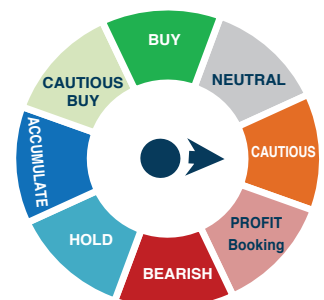 BUY
NEUTRAL
CAUTIOUS
PROFIT
Booking
BEARISH
HOLD
ACCUMULATE
CAUTIOUS
BUY